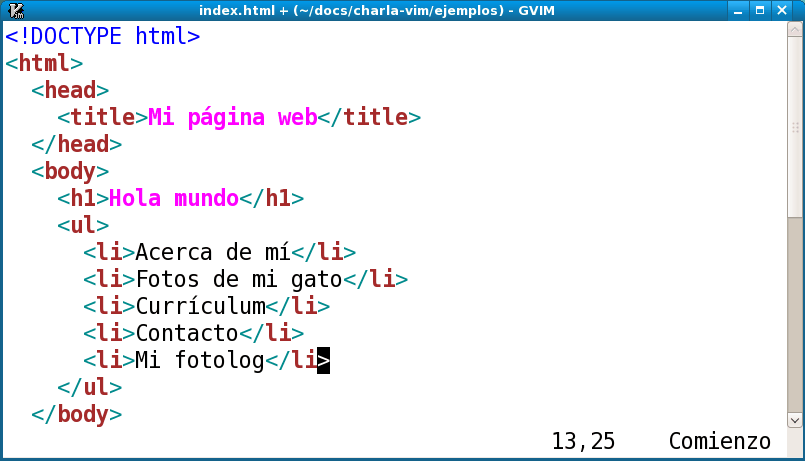 index.html + (~/docs/charla-vim/ejemplos) - GVIM
<!DOCTYPE html>
<html>
  <head>
    <title>Mi página web</title>
  </head>
  <body>
    <h1>Hola mundo</h1>
    <ul>
      <li>Acerca de mí</li>
      <li>Fotos de mi gato</li>
      <li>Currículum</li>
      <li>Contacto</li>
      <li>Mi fotolog</li>
    </ul>
  </body>
13,25 Comienzo